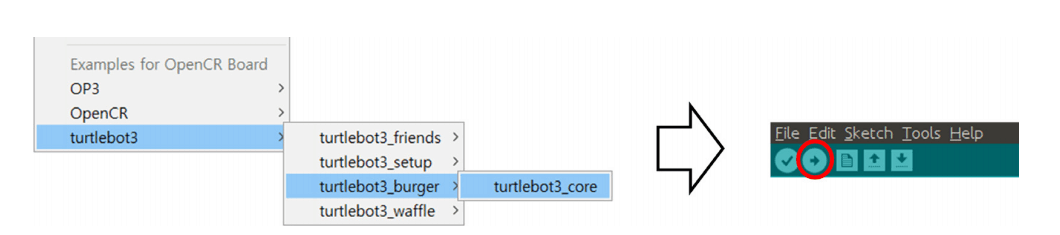 Examples for OpenCR Board
OP3
OpenCR
turtlebot3
turtlebot3_friends
turtlebot3_setup
turtlebot3_burger
turtlebot3_waffle
turtlebot3_core
File Edit Sketch Tools Help